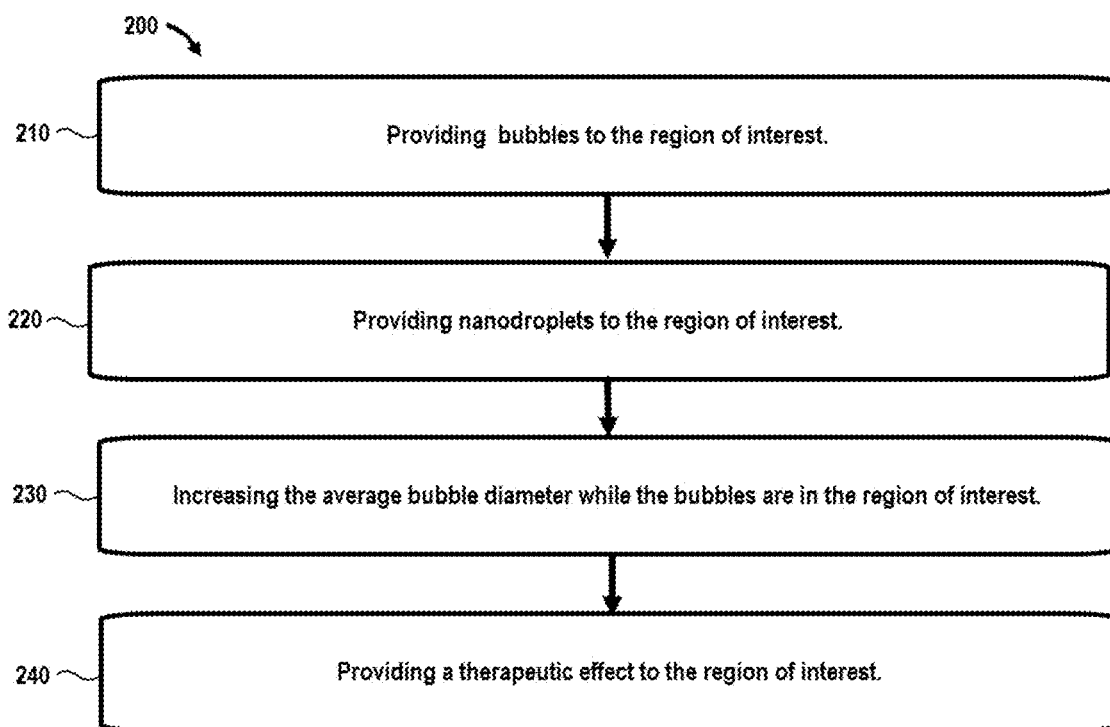 200
210
Providing bubbles to the region of interest.
220
Providing nanodroplets to the region of interest.
230
Increasing the average bubble diameter while the bubbles are in the region of interest.
240
Providing a therapeutic effect to the region of interest.